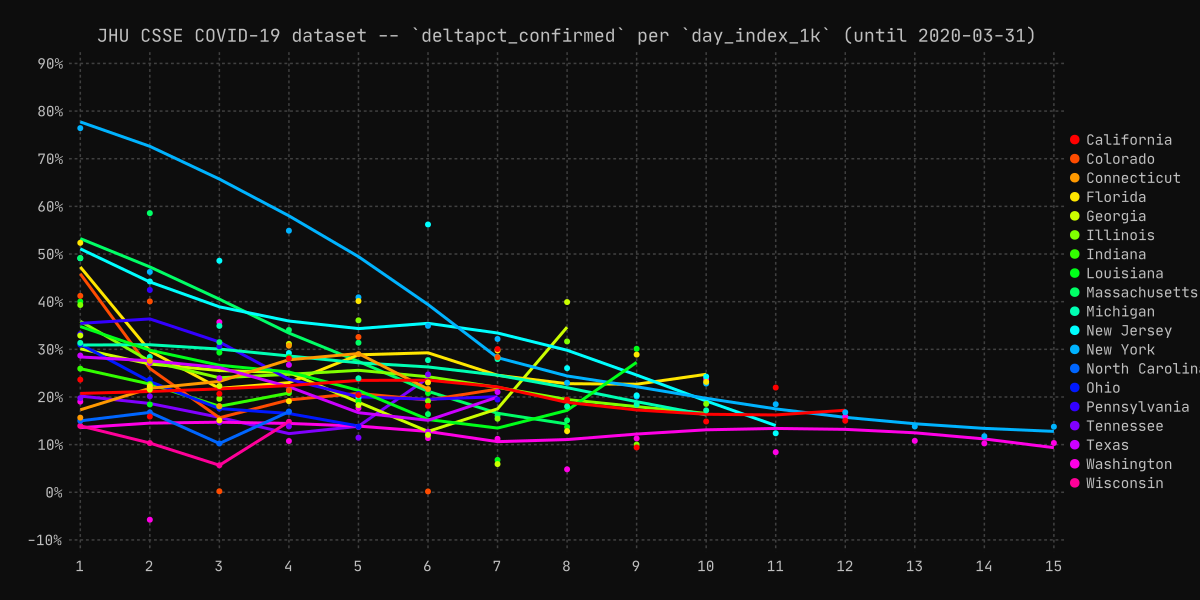 JHU CSSE COVID-19 dataset -- `deltapct_confirmed` per `day_index_1k` (until 2020-03-31)
90%
80%
70%
60%
50%
40%
30%
20%
10%
0%
-10%
1 2 3 4 5 6 7 8 9 10 11 12 13 14 15
California
Colorado
Connecticut
Florida
Georgia
Illinois
Indiana
Louisiana
Massachusetts
Michigan
New Jersey
New York
North Carolina
Ohio
Pennsylvania
Tennessee
Texas
Washington
Wisconsin